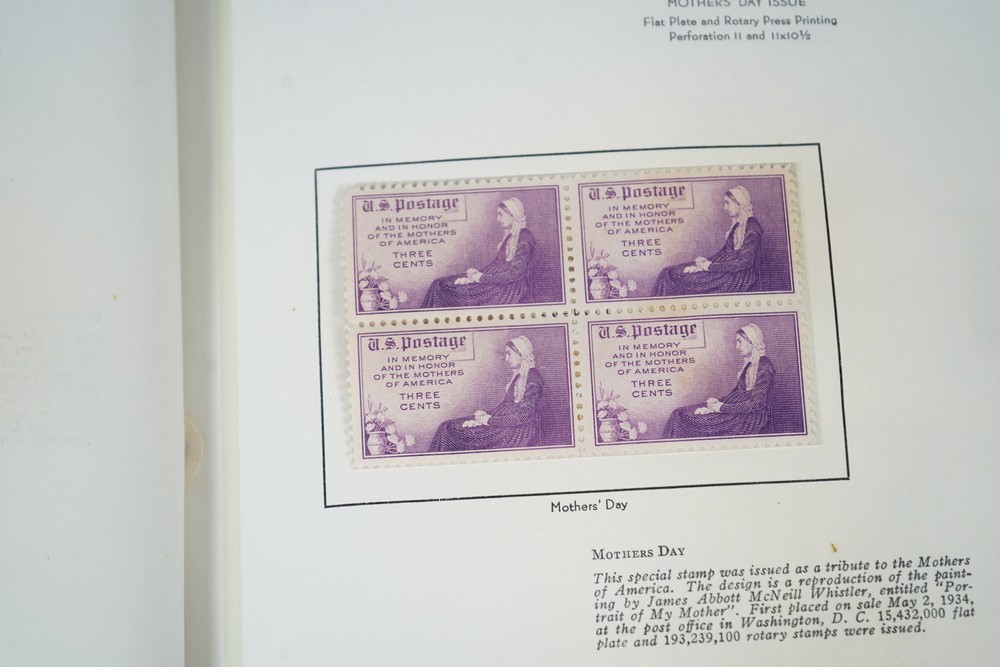 MOTHERS' DAY ISSUE
Flat Plate and Rotary Press Printing
Perforation 11 and 11x10½
U.S. Postage
IN MEMORY
AND IN HONOR
OF THE MOTHERS
OF AMERICA
THREE
CENTS
U.S. Postage
IN MEMORY
AND IN HONOR
OF THE MOTHERS
OF AMERICA
THREE
CENTS
U.S. Postage
IN MEMORY
AND IN HONOR
OF THE MOTHERS
OF AMERICA
THREE
CENTS
U.S. Postage
IN MEMORY
AND IN HONOR
OF THE MOTHERS
OF AMERICA
THREE
CENTS
Mothers' Day
MOTHERS DAY
This special stamp was issued as a tribute to the Mothers
of America. The design is a reproduction of the paint-
ing by James Abbott McNeill Whistler, entitled "Por-
trait of My Mother". First placed on sale May 2, 1934,
at the post office in Washington, D. C. 15,432,000 flat
plate and 193,239,100 rotary stamps were issued.